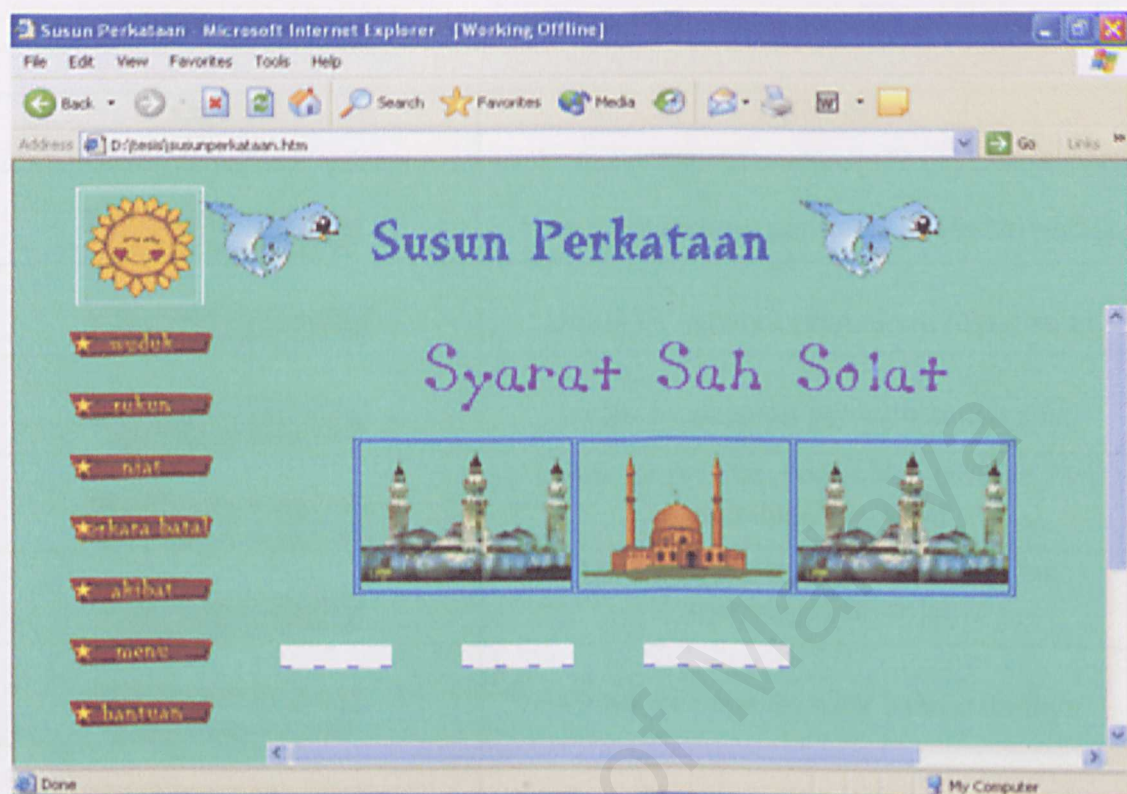 Susun Perkataan - Microsoft Internet Explorer - [Working Offline]
File Edit View Favorites Tools Help
Back Search Favorites Media
Address D:\tesis\susunperkataan.htm Go Links
Susun Perkataan
wuduk
Syarat Sah Solat
rukun
niat
batal
akibat
menu
bantuan
Done My Computer
of Malaya